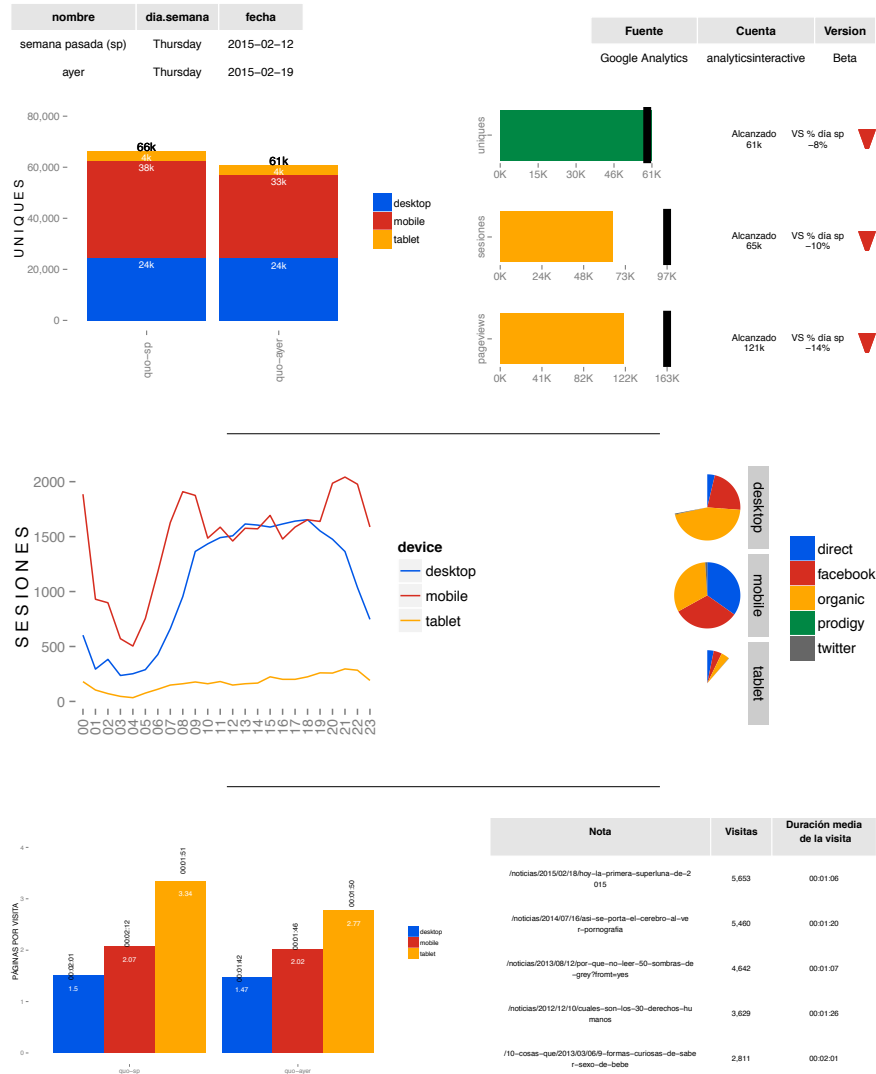 nombre dia.semana fecha
semana pasada (sp) Thursday 2015−02−12
ayer Thursday 2015−02−19
Fuente Cuenta Version
Google Analytics analyticsinteractive Beta
80,000
60,000
40,000
20,000
0
UNIQUES
66k
4k
38k
24k
61k
4k
33k
24k
quo−sp
quo−ayer
desktop
mobile
tablet
uniques
0K 15K 30K 46K 61K
Alcanzado
61k
VS % dia sp
−8%
sesiones
0K 24K 48K 73K 97K
Alcanzado
65k
VS % dia sp
−10%
pageviews
0K 41K 82K 122K 163K
Alcanzado
121k
VS % dia sp
−14%
SESIONES
2000
1500
1000
500
0
00 01 02 03 04 05 06 07 08 09 10 11 12 13 14 15 16 17 18 19 20 21 22 23
device
desktop
mobile
tablet
desktop
mobile
tablet
direct
facebook
organic
prodigy
twitter
PÁGINAS POR VISITA
4
3
2
1
0
00:02:01
1.5
00:02:12
2.07
00:01:51
3.34
00:01:42
1.47
00:01:46
2.02
00:01:50
2.77
quo−sp
quo−ayer
desktop
mobile
tablet
Nota Visitas Duración media
de la visita
/noticias/2015/02/18/hoy−la−primera−superluna−de−2
015
5,653 00:01:06
/noticias/2014/07/16/asi−se−porta−el−cerebro−al−ve
r−pornografia
5,460 00:01:20
/noticias/2013/08/12/por−que−no−leer−50−sombras−de
−grey?fromt=yes
4,642 00:01:07
/noticias/2012/12/10/cuales−son−los−30−derechos−hu
manos
3,629 00:01:26
/10−cosas−que/2013/03/06/9−formas−curiosas−de−sabe
r−sexo−de−bebe
2,811 00:02:01